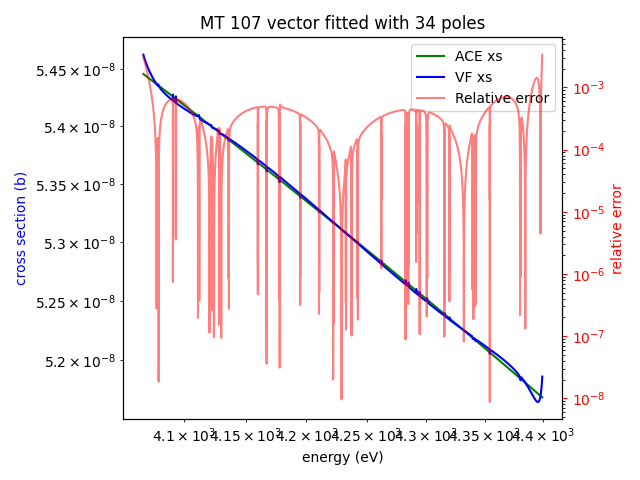 MT 107 vector fitted with 34 poles
ACE xs
VF xs
Relative error
cross section (b)
5.45 × 10⁻⁸
5.4 × 10⁻⁸
5.35 × 10⁻⁸
5.3 × 10⁻⁸
5.25 × 10⁻⁸
5.2 × 10⁻⁸
10⁻³
10⁻⁴
10⁻⁵
10⁻⁶
10⁻⁷
10⁻⁸
relative error
4.1 × 10³ 4.15 × 10³ 4.2 × 10³ 4.25 × 10³ 4.3 × 10³ 4.35 × 10³ 4.4 × 10³
energy (eV)